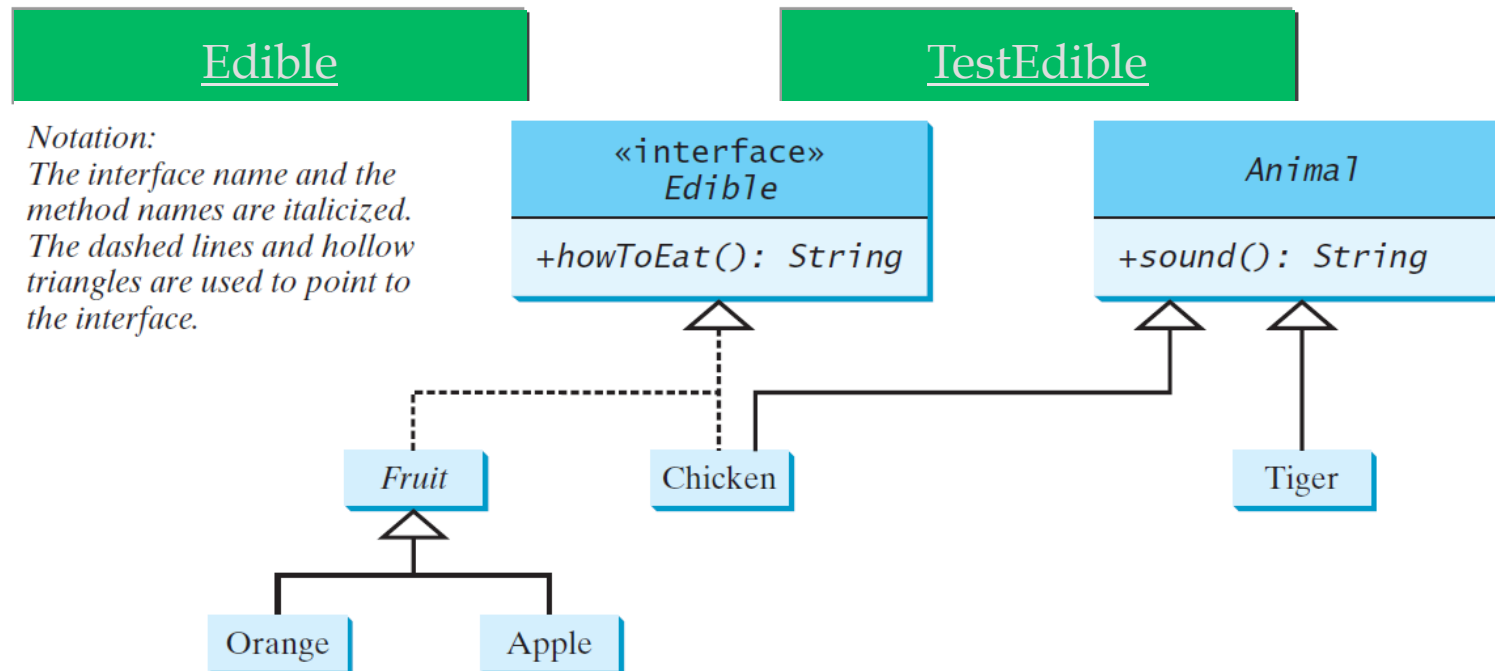 Edible
TestEdible
Notation:
The interface name and the
method names are italicized.
The dashed lines and hollow
triangles are used to point to
the interface.
«interface»
Edible
+howToEat(): String
Animal
+sound(): String
Fruit
Chicken
Tiger
Orange
Apple